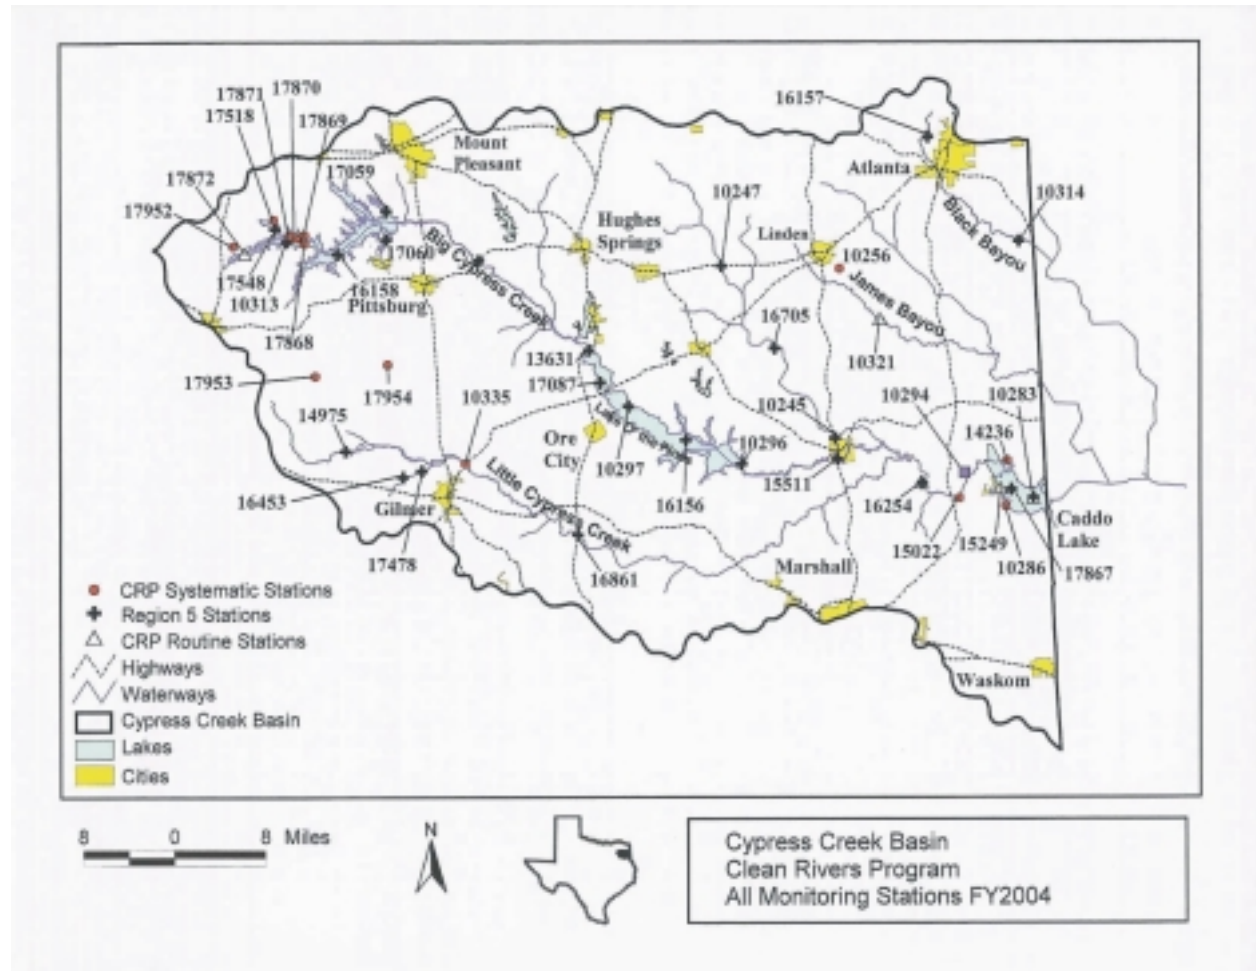 17870
17871
17518
17869
16157
Mount
Pleasant
Atlanta
17059
17872
10247
10314
17952
Hughes
Springs
Linden
Black Bayou
10256
17060
Big Cypress Creek
17548
James Bayou
10313
16158
Pittsburg
16705
17868
13631
10321
17953
17087
17954
10335
10294
10283
14975
10245
14236
Ore
City
10296
10297
Little Cypress Creek
15511
16453
16156
16254
Gilmer
Caddo
Lake
15022
15249
17478
16861
Marshall
10286
17867
Waskom
CRP Systematic Stations
Region 5 Stations
CRP Routine Stations
Highways
Waterways
Cypress Creek Basin
Lakes
Cities
8 0 8 Miles
N
Cypress Creek Basin
Clean Rivers Program
All Monitoring Stations FY2004